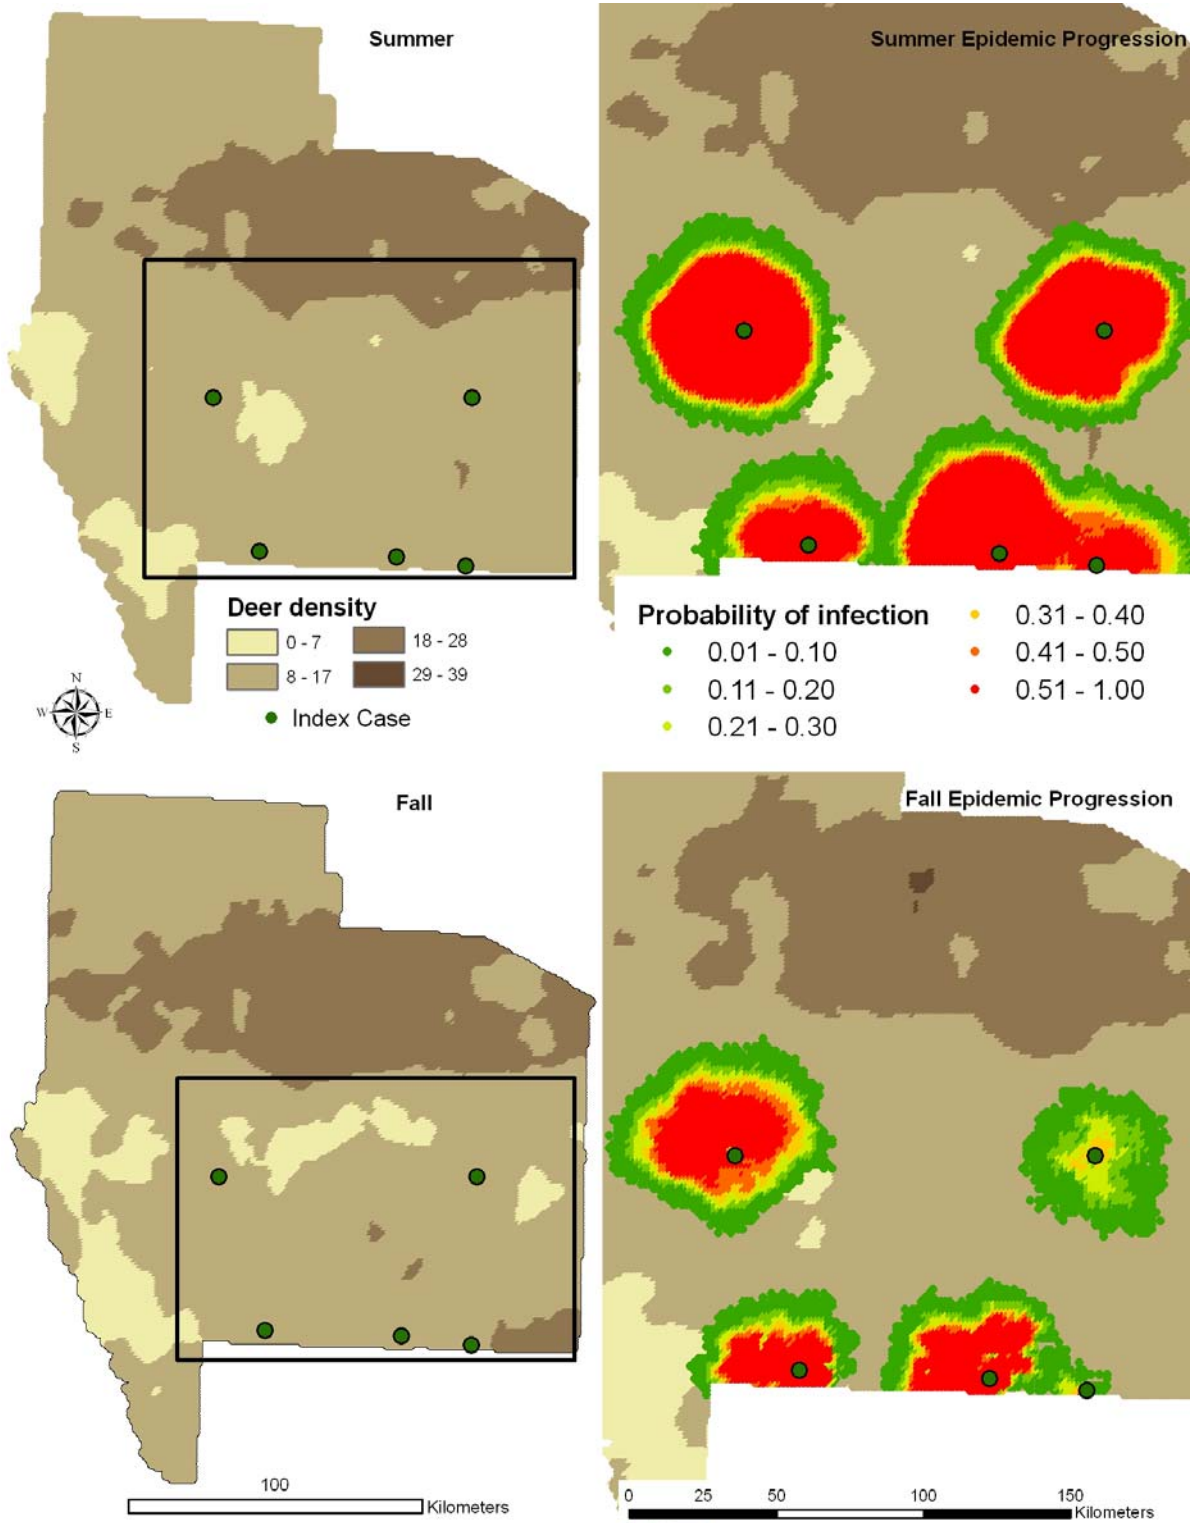 Summer
Summer Epidemic Progression
Deer density
0 - 7
18 - 28
8 - 17
29 - 39
Index Case
N
W E
S
Probability of infection
0.01 - 0.10
0.11 - 0.20
0.21 - 0.30
0.31 - 0.40
0.41 - 0.50
0.51 - 1.00
Fall
Fall Epidemic Progression
100
Kilometers
0 25 50 100 150
Kilometers